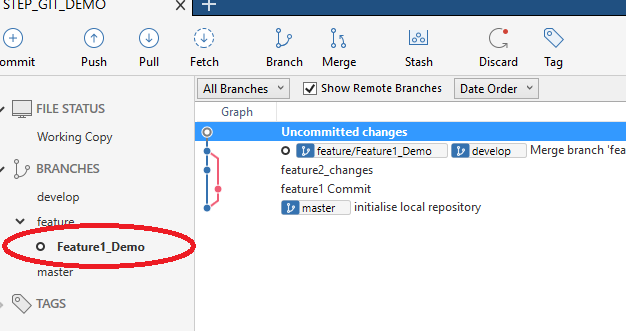 STEP_GIT_DEMO
ommit Push Pull Fetch Branch Merge Stash Discard Tag
All Branches Show Remote Branches Date Order
FILE STATUS
Working Copy
BRANCHES
develop
feature
Feature1_Demo
master
TAGS
Graph
Uncommitted changes
feature/Feature1_Demo develop Merge branch 'fea
feature2_changes
feature1 Commit
master initialise local repository